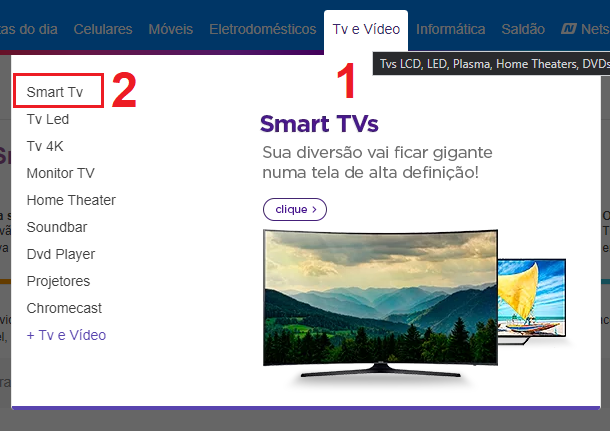 as do dia Celulares Móveis Eletrodomésticos Tv e Vídeo Informática Saldão Nets
Tvs LCD, LED, Plasma, Home Theaters, DVDs
1
Smart Tv
2
Tv Led
Tv 4K
Monitor TV
Home Theater
Soundbar
Dvd Player
Projetores
Chromecast
+ Tv e Vídeo
Smart TVs
Sua diversão vai ficar gigante
numa tela de alta definição!
clique >